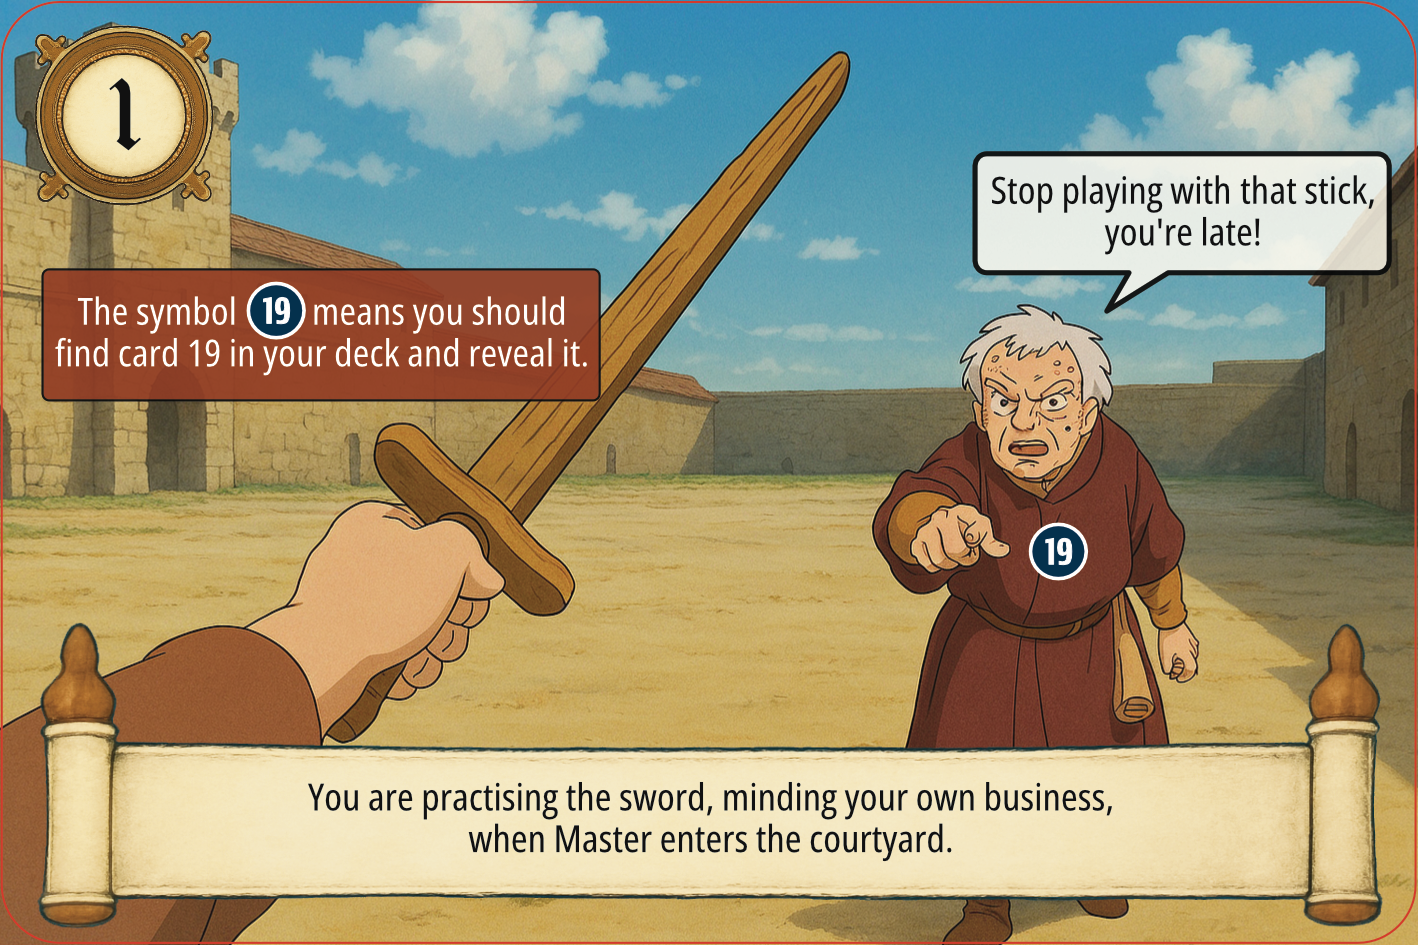 1
Stop playing with that stick,
you're late!
The symbol 19 means you should
find card 19 in your deck and reveal it.
19
You are practising the sword, minding your own business,
when Master enters the courtyard.